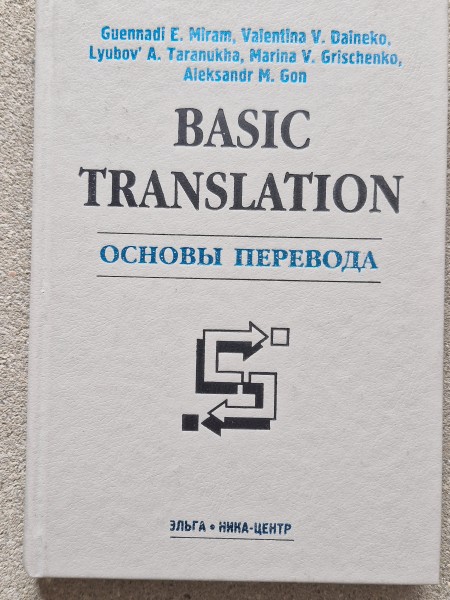 Guennadi E. Miram, Valentina V. Daineko,
Lyubov' A. Taranukha, Marina V. Grischenko,
Aleksandr M. Gon
BASIC
TRANSLATION
ОСНОВЫ ПЕРЕВОДА
ЭЛЬГА • НИКА-ЦЕНТР